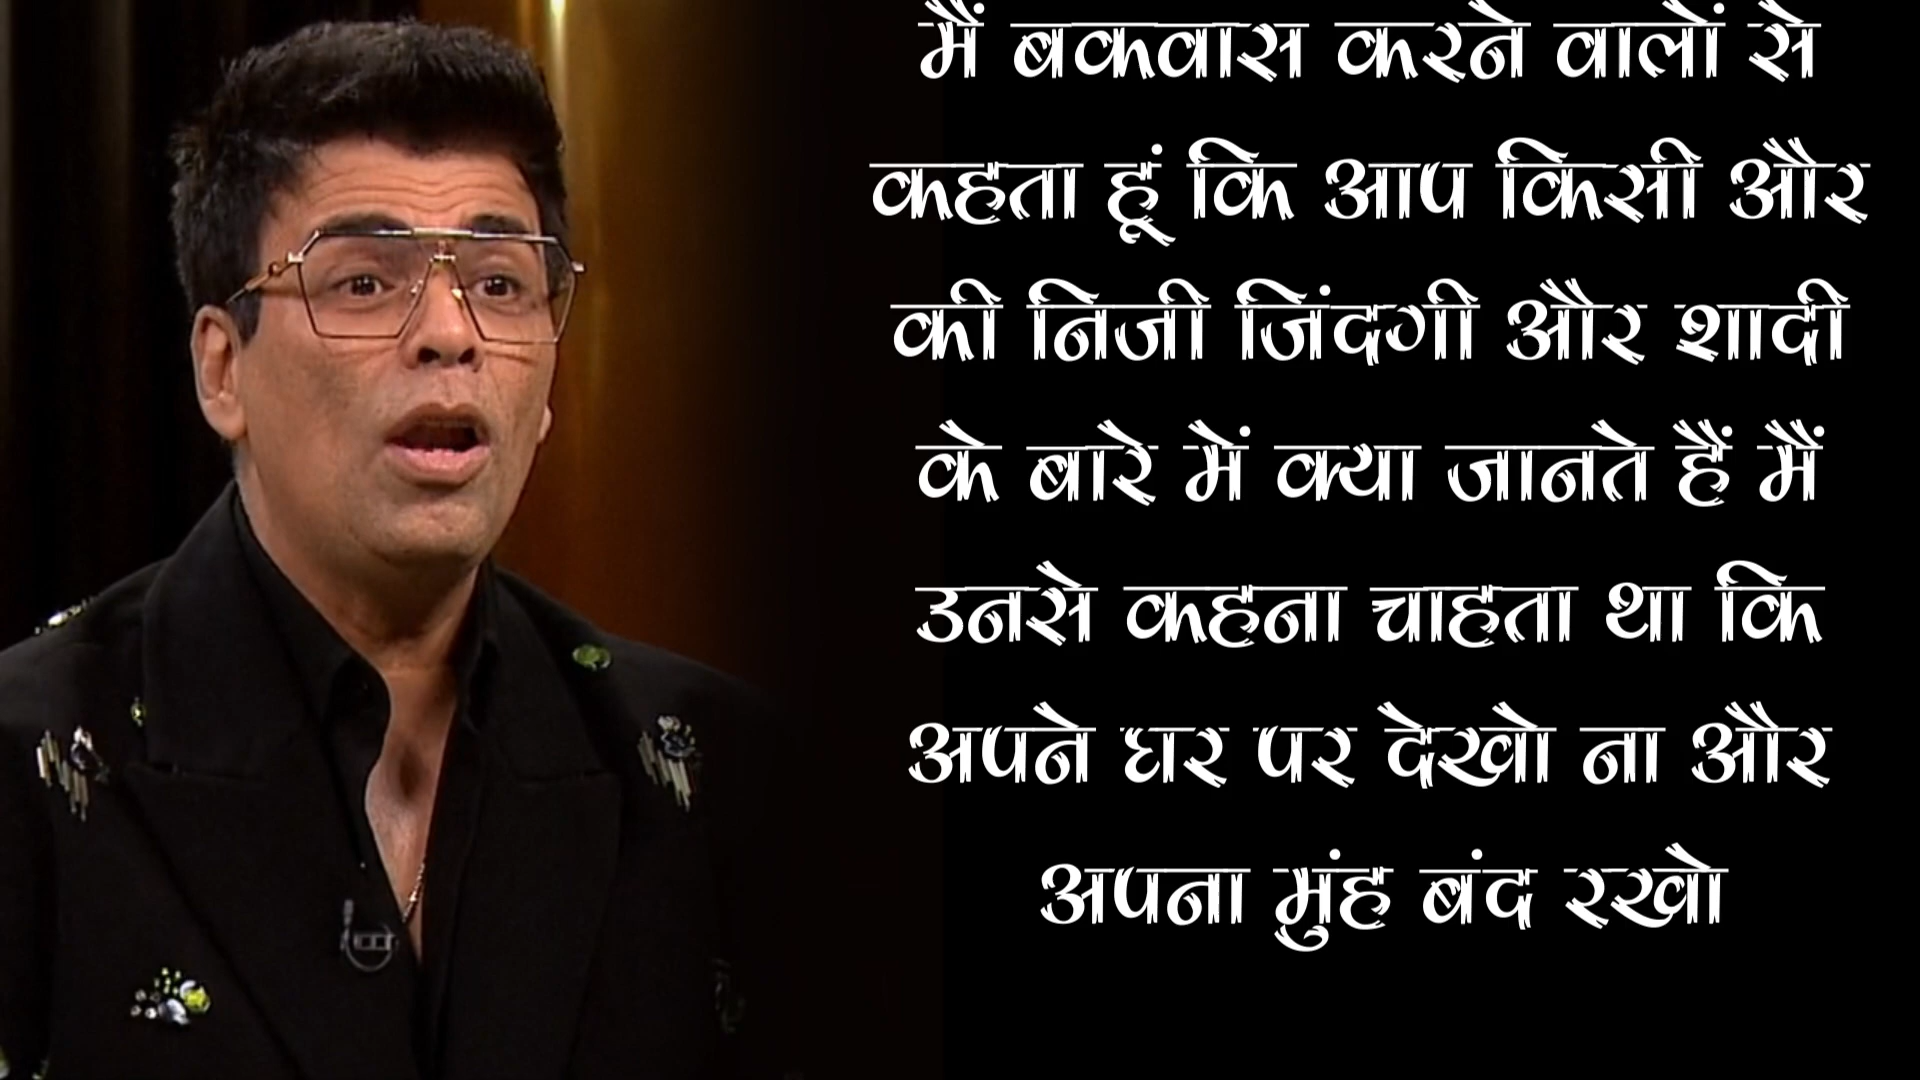 मैं बकवास करने वालों से
कहता हूं कि आप किसी और
की निजी जिंदगी और शादी
के बारे में क्या जानते हैं मैं
उनसे कहना चाहता था कि
अपने घर पर देखो ना और
अपना मुंह बंद रखो